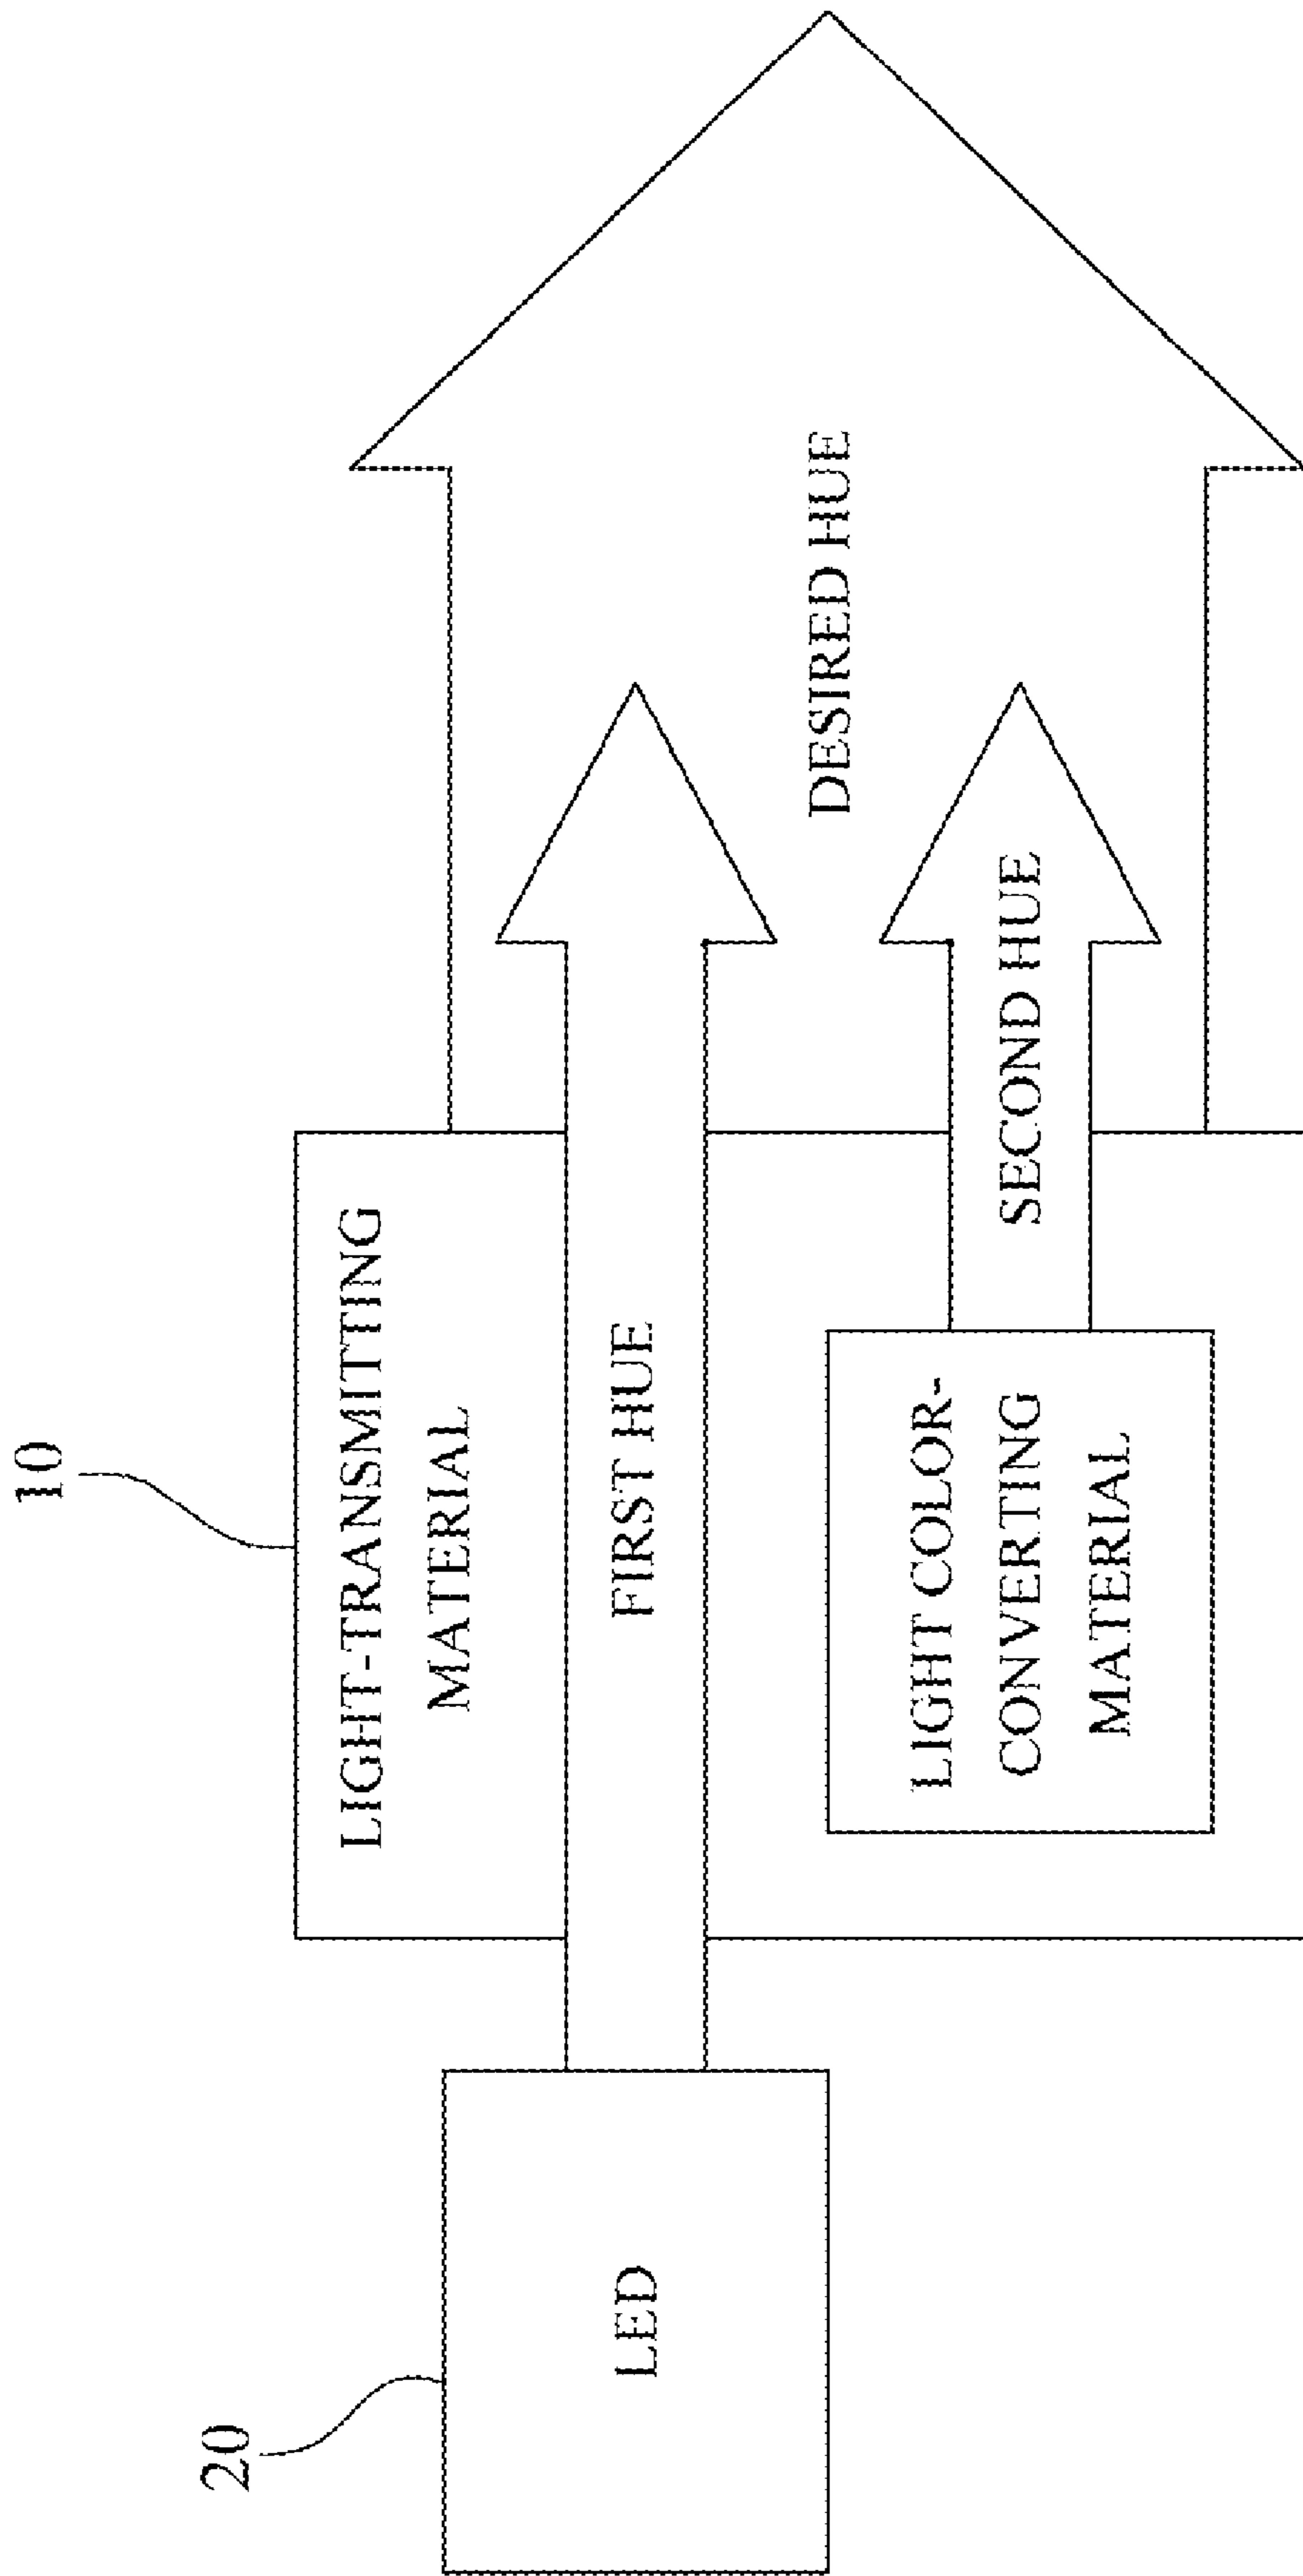 10
LIGHT-TRANSMITTING
MATERIAL
20
LED
FIRST HUE
DESIRED HUE
LIGHT COLOR-
CONVERTING
MATERIAL
SECOND HUE